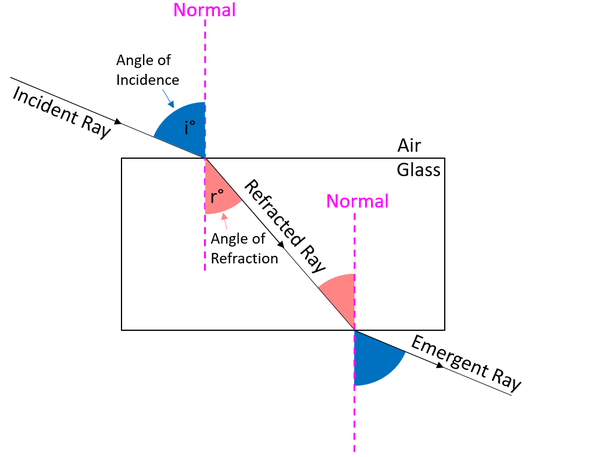 Normal
Angle of
Incidence
Incident Ray
i°
Air
Glass
r°
Refracted Ray
Normal
Angle of
Refraction
Emergent Ray